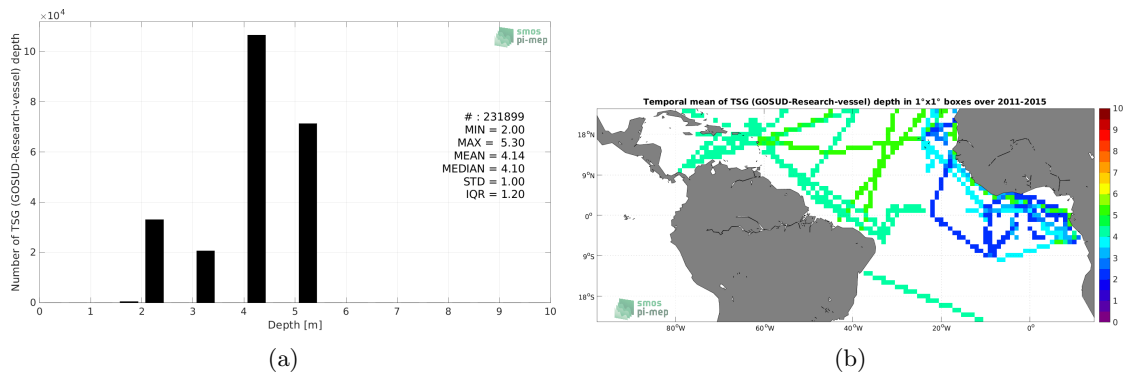 ×10⁴
smos
pi-mep
Number of TSG (GOSUD-Research-vessel) depth
10
8
6
4
2
0
# : 231899
MIN = 2.00
MAX = 5.30
MEAN = 4.14
MEDIAN = 4.10
STD = 1.00
IQR = 1.20
0 1 2 3 4 5 6 7 8 9 10
Depth [m]
(a)
Temporal mean of TSG (GOSUD-Research-vessel) depth in 1°x1° boxes over 2011-2015
18°N
9°N
0°
9°S
18°S
smos
pi-mep
80°W 60°W 40°W 20°W 0°
10
9
8
7
6
5
4
3
2
1
0
(b)